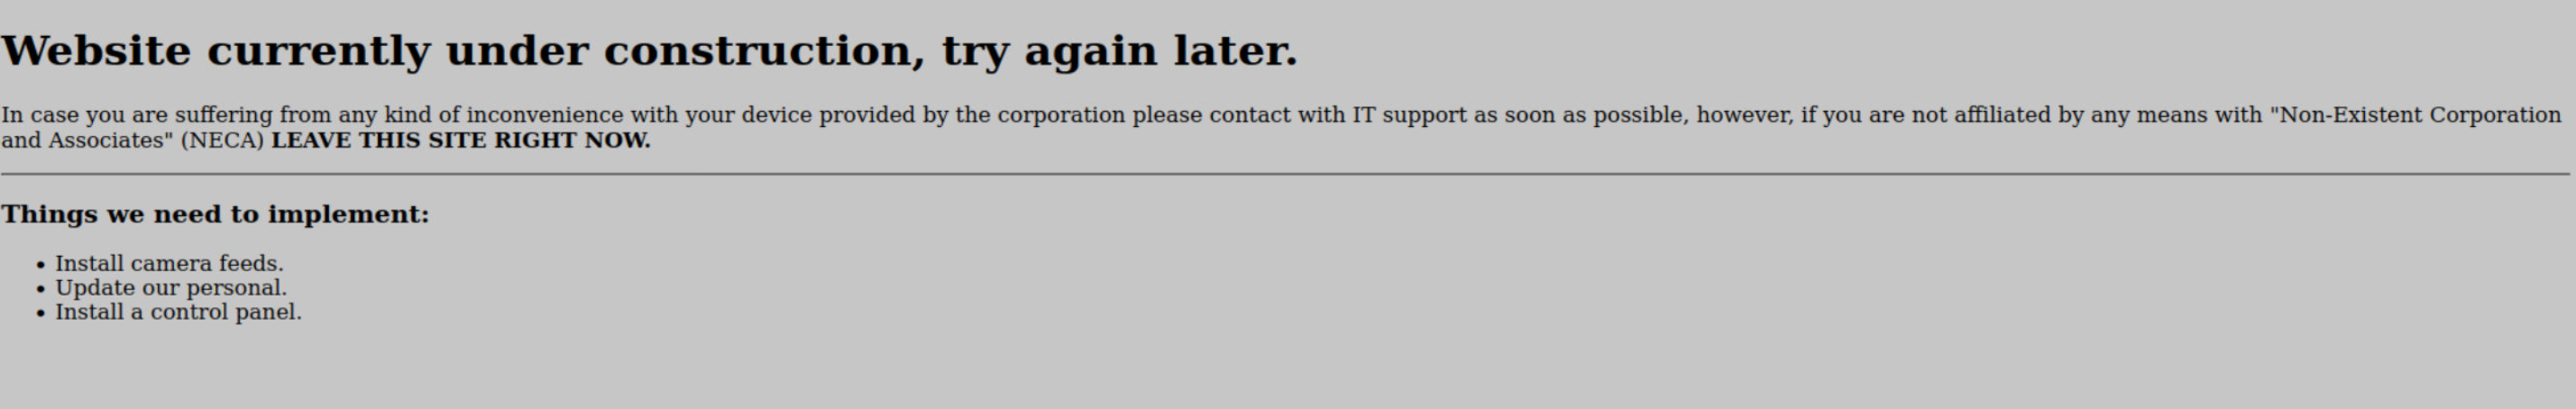 Website currently under construction, try again later.
In case you are suffering from any kind of inconvenience with your device provided by the corporation please contact with IT support as soon as possible, however, if you are not affiliated by any means with "Non-Existent Corporation
and Associates" (NECA) LEAVE THIS SITE RIGHT NOW.
Things we need to implement:
• Install camera feeds.
• Update our personal.
• Install a control panel.